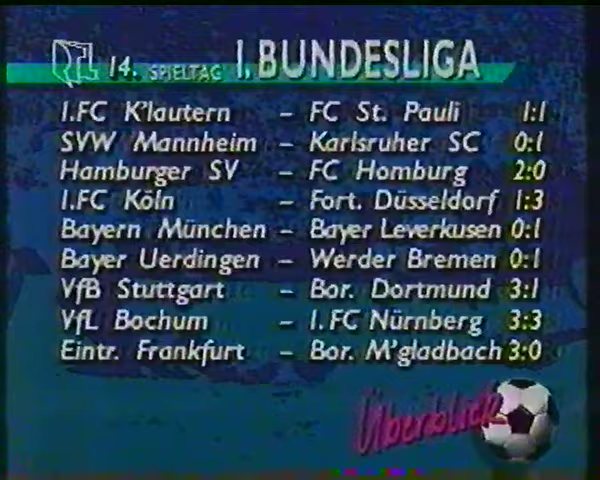 14. SPIELTAG 1. BUNDESLIGA
1.FC K'lautern – FC St. Pauli 1:1
SVW Mannheim – Karlsruher SC 0:1
Hamburger SV – FC Homburg 2:0
1.FC Köln – Fort. Düsseldorf 1:3
Bayern München – Bayer Leverkusen 0:1
Bayer Uerdingen – Werder Bremen 0:1
VfB Stuttgart – Bor. Dortmund 3:1
VfL Bochum – 1.FC Nürnberg 3:3
Eintr. Frankfurt – Bor. M'gladbach 3:0
Überblick